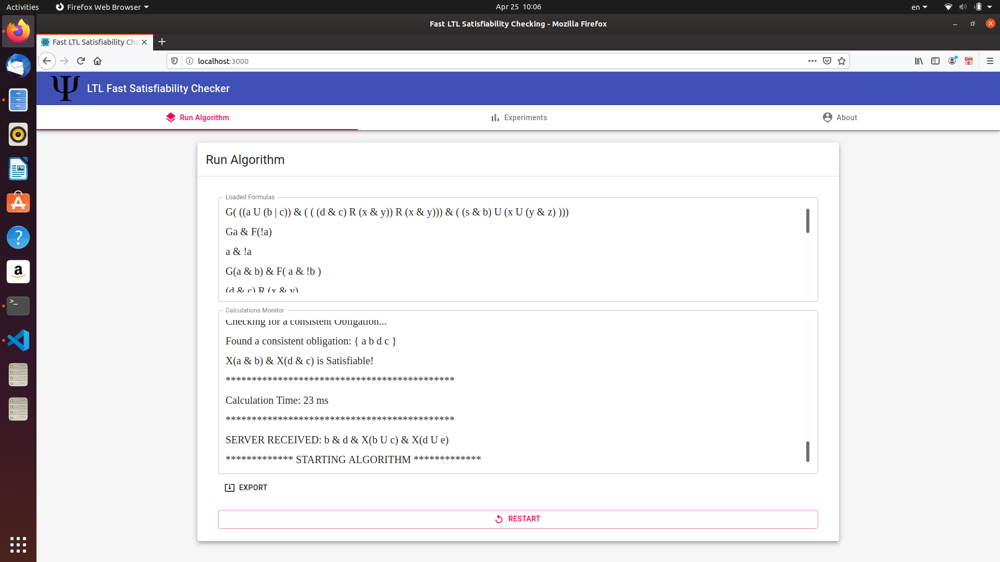 Activities
Firefox Web Browser
Apr 25 10:06
en
Fast LTL Satisfiability Checking - Mozilla Firefox
Fast LTL Satisfiability Che
localhost:3000
Cors
E
Ψ LTL Fast Satisfiability Checker
Run Algorithm
Experiments
About
Run Algorithm
Loaded Formulas
G( ((a U (b | c)) & ( ( (d & c) R (x & y)) R (x & y))) & ( (s & b) U (x U (y & z) )))
Ga & F(!a)
a & !a
G(a & b) & F( a & !b )
(d & c) R (x & y)
Calculations Monitor
Checking for a consistent Obligation...
Found a consistent obligation: { a b d c }
X(a & b) & X(d & c) is Satisfiable!
********************************************
Calculation Time: 23 ms
********************************************
SERVER RECEIVED: b & d & X(b U c) & X(d U e)
************* STARTING ALGORITHM *************
EXPORT
RESTART